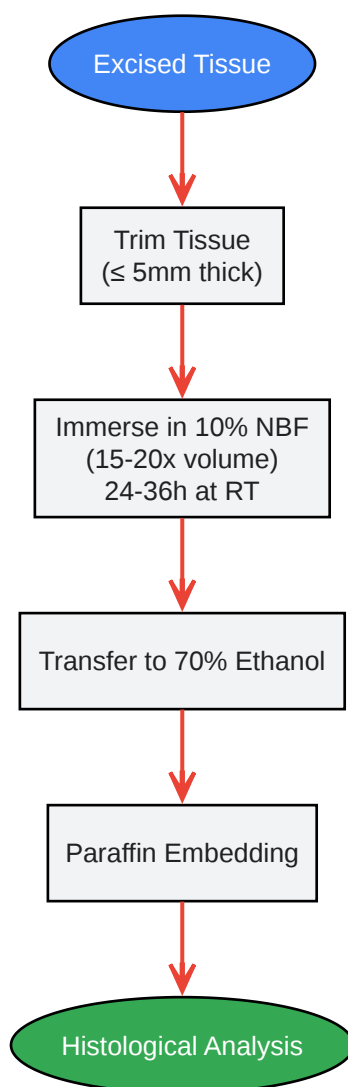 Excised Tissue
Trim Tissue
(≤ 5mm thick)
Immerse in 10% NBF
(15-20x volume)
24-36h at RT
Transfer to 70% Ethanol
Paraffin Embedding
Histological Analysis